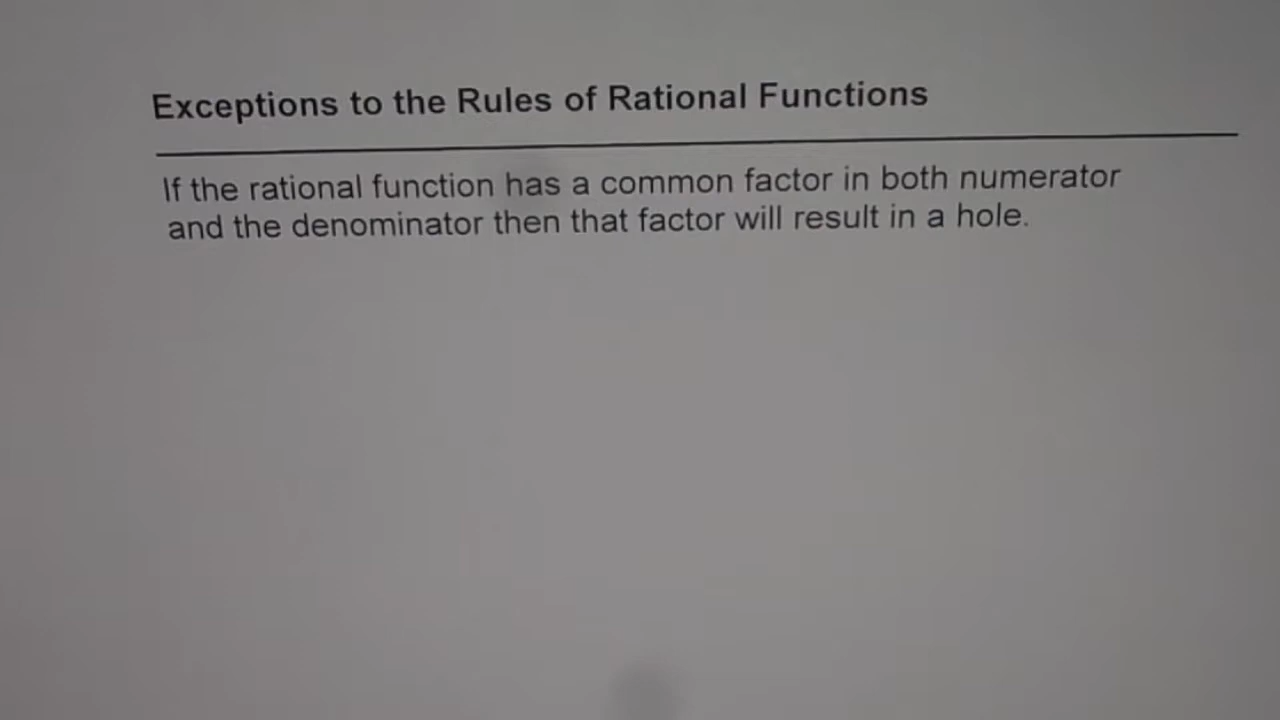 Exceptions to the Rules of Rational Functions
If the rational function has a common factor in both numerator
and the denominator then that factor will result in a hole.